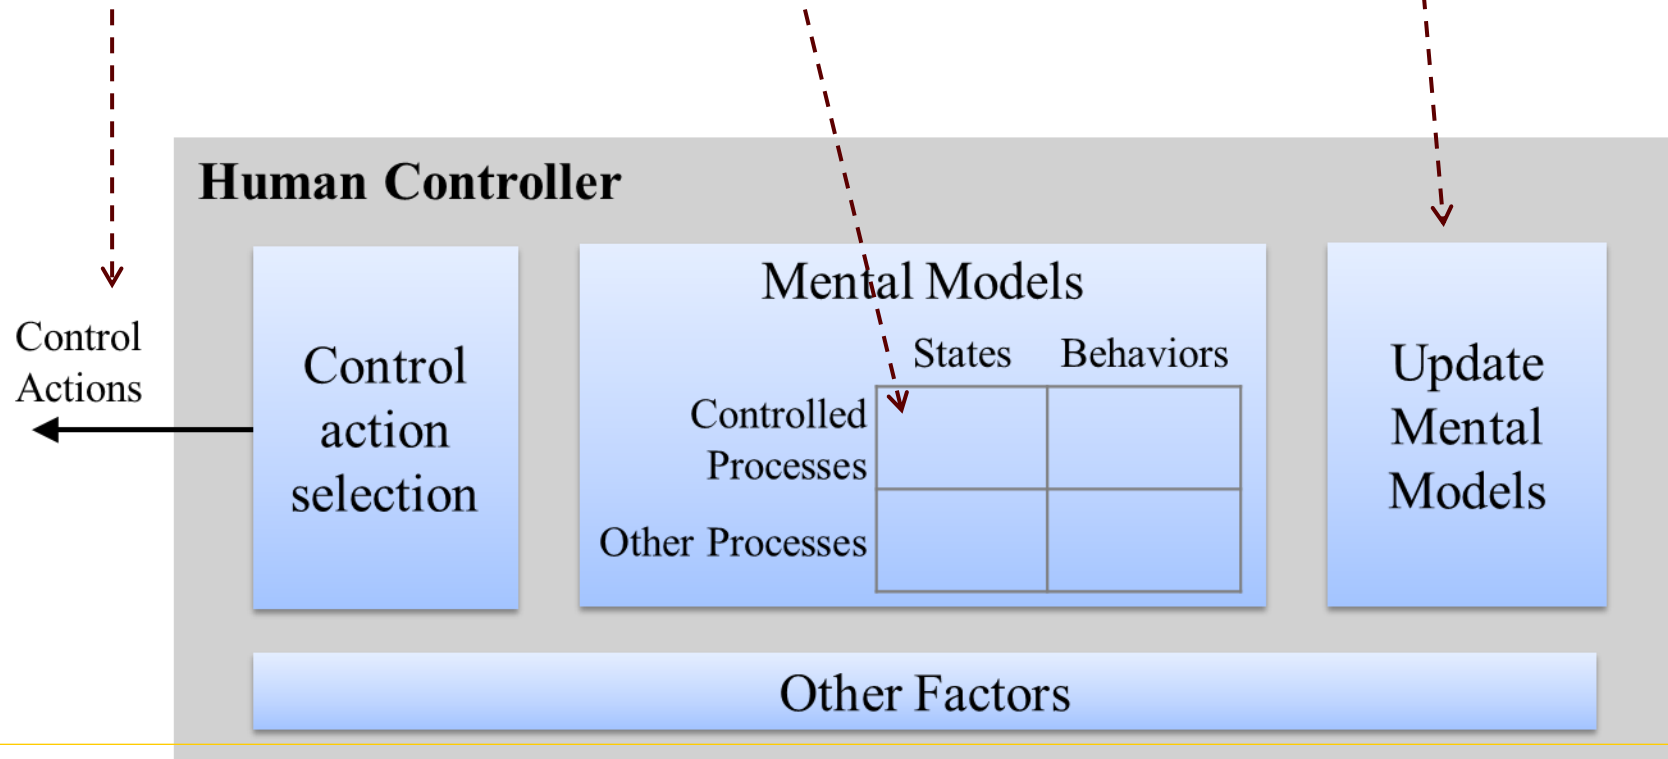 Human Controller
Control
Actions
Control
action
selection
Mental Models
States Behaviors
Controlled
Processes
Other Processes
Update
Mental
Models
Other Factors